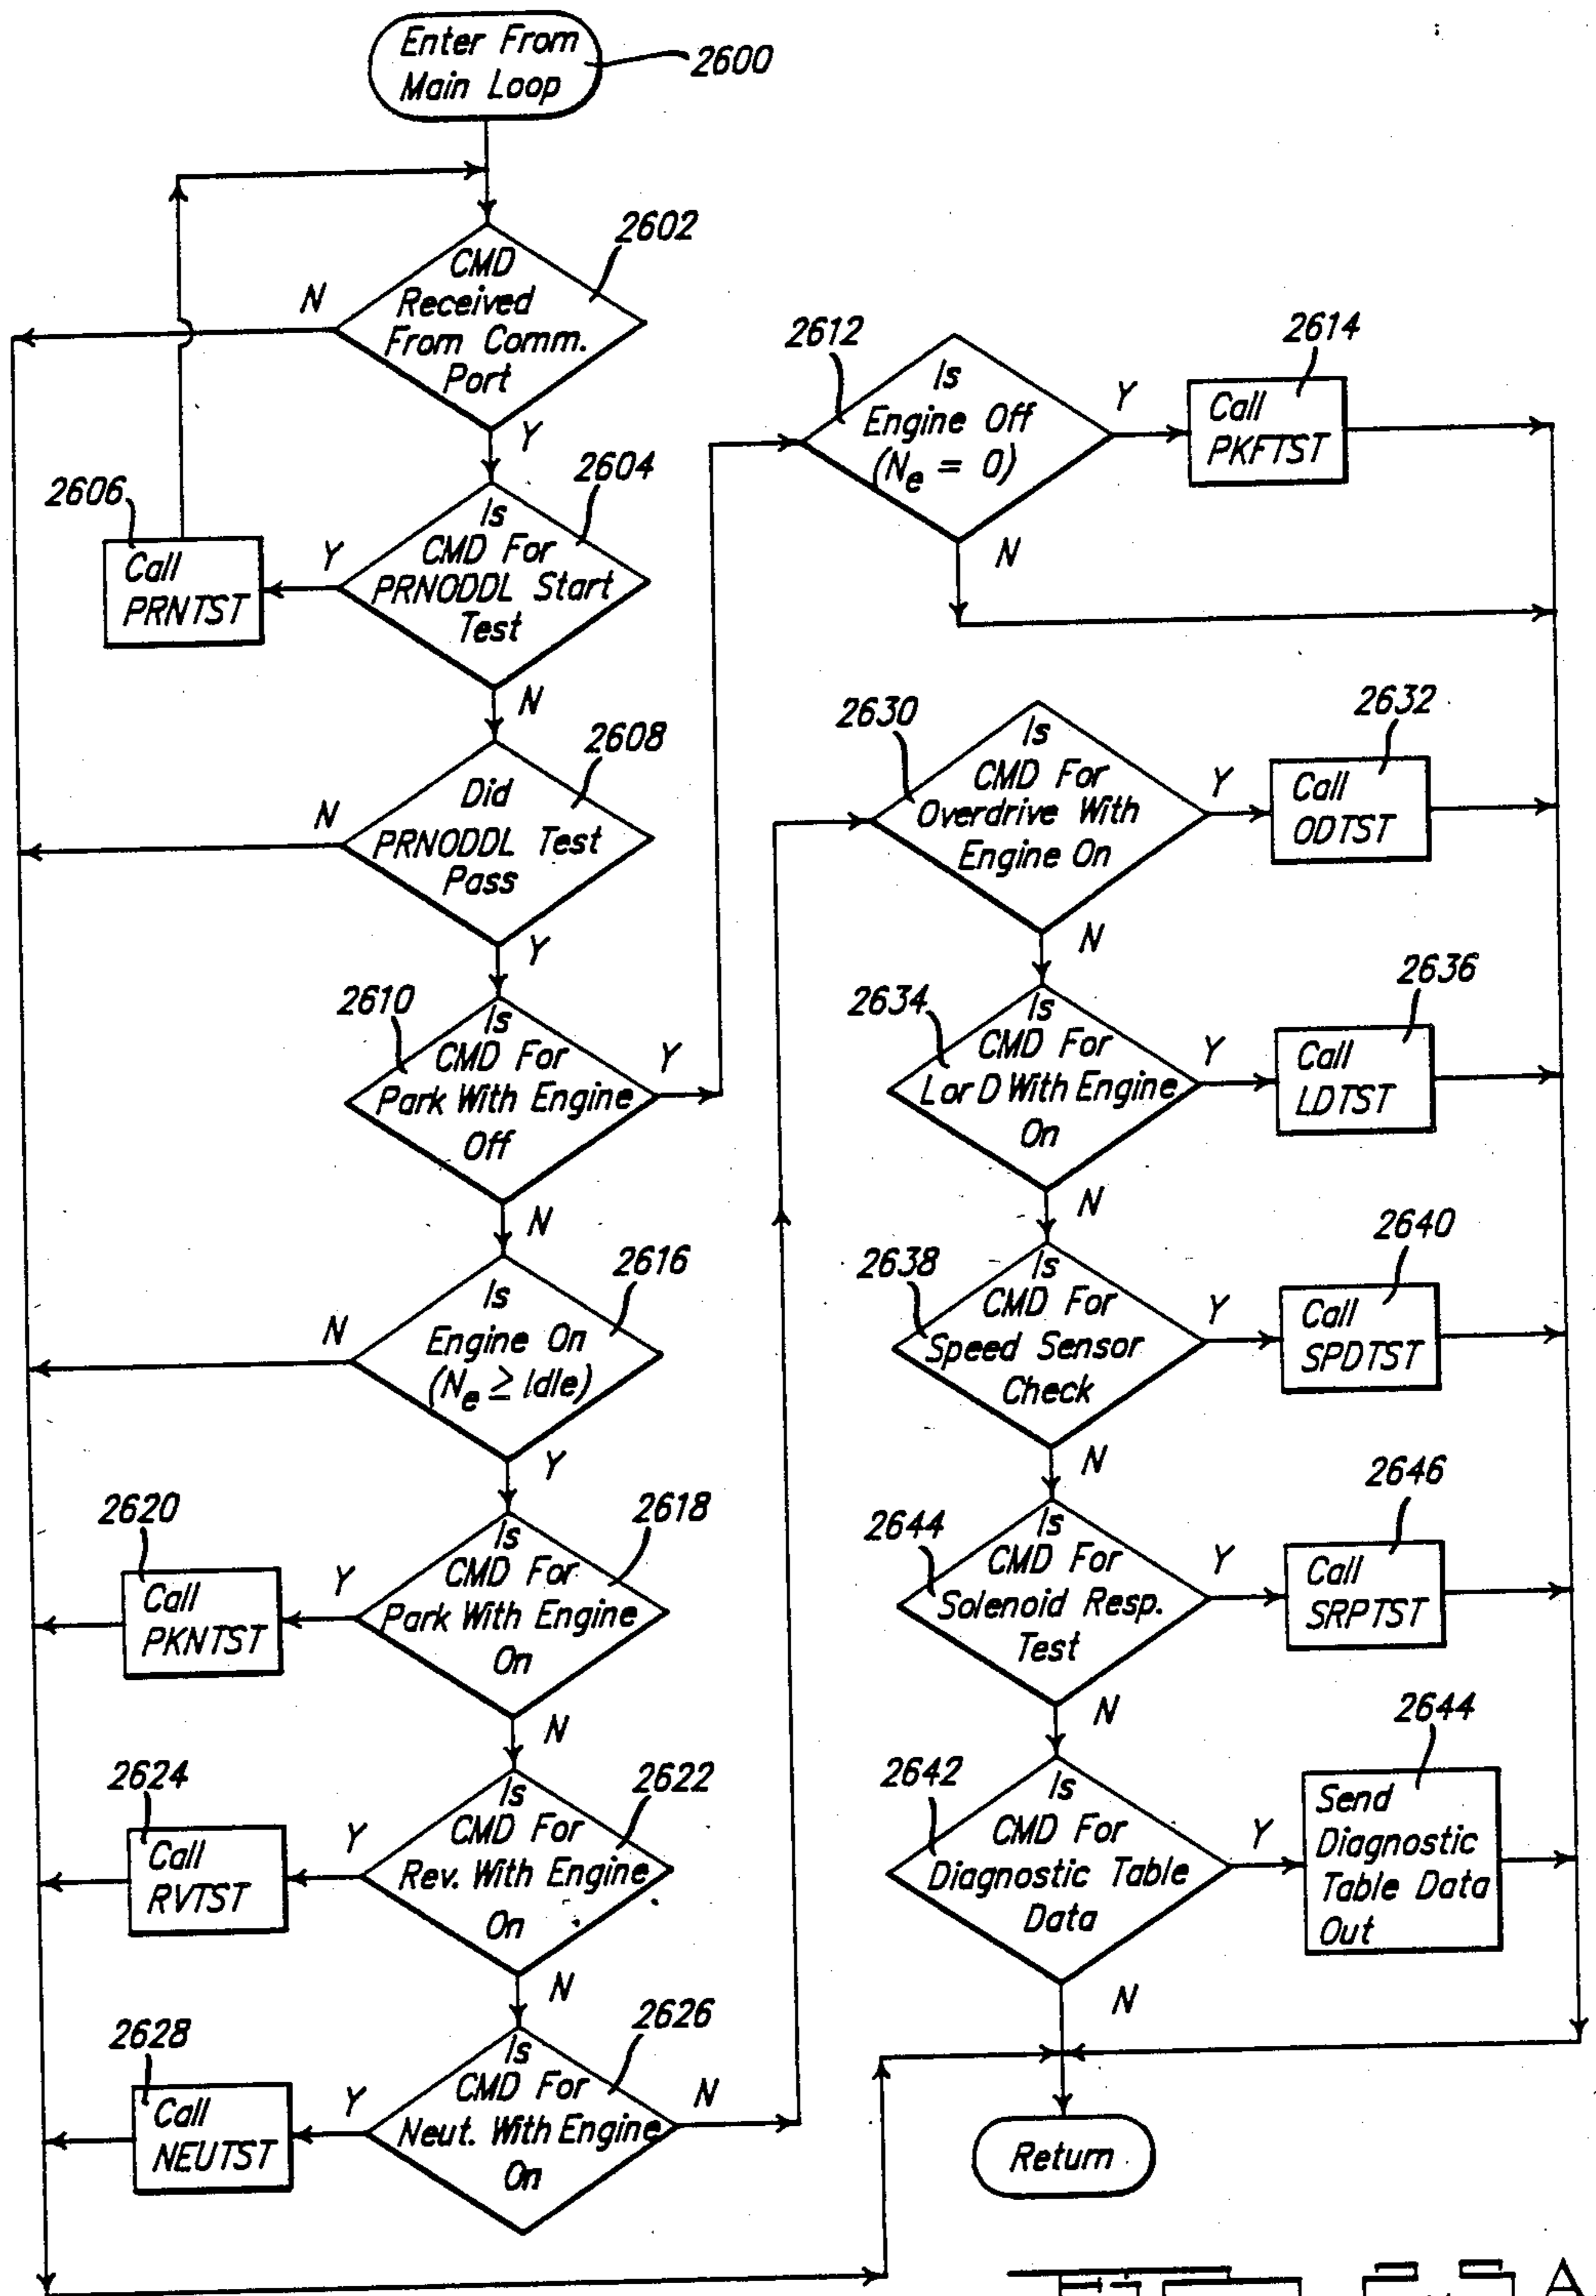 Enter From
Main Loop
2600
2602
CMD
Received
From Comm.
Port
N
Y
2604
Is
CMD For
PRNODDL Start
Test
Y
N
2606
Call
PRNTST
2608
Did
PRNODDL Test
Pass
N
Y
2610
Is
CMD For
Park With Engine
Off
Y
N
2612
Is
Engine Off
(Ne = 0)
Y
N
2614
Call
PKFTST
2616
Is
Engine On
(Ne ≥ Idle)
N
Y
2618
Is
CMD For
Park With Engine
On
Y
N
2620
Call
PKNTST
2622
Is
CMD For
Rev. With Engine
On
Y
N
2624
Call
RVTST
2626
Is
CMD For
Neut. With Engine
On
Y
N
2628
Call
NEUTST
2630
Is
CMD For
Overdrive With
Engine On
Y
N
2632
Call
ODTST
2634
Is
CMD For
L or D With Engine
On
Y
N
2636
Call
LDTST
2638
Is
CMD For
Speed Sensor
Check
Y
N
2640
Call
SPDTST
2644
Is
CMD For
Solenoid Resp.
Test
Y
N
2646
Call
SRPTST
2642
Is
CMD For
Diagnostic Table
Data
Y
N
2644
Send
Diagnostic
Table Data
Out
Return